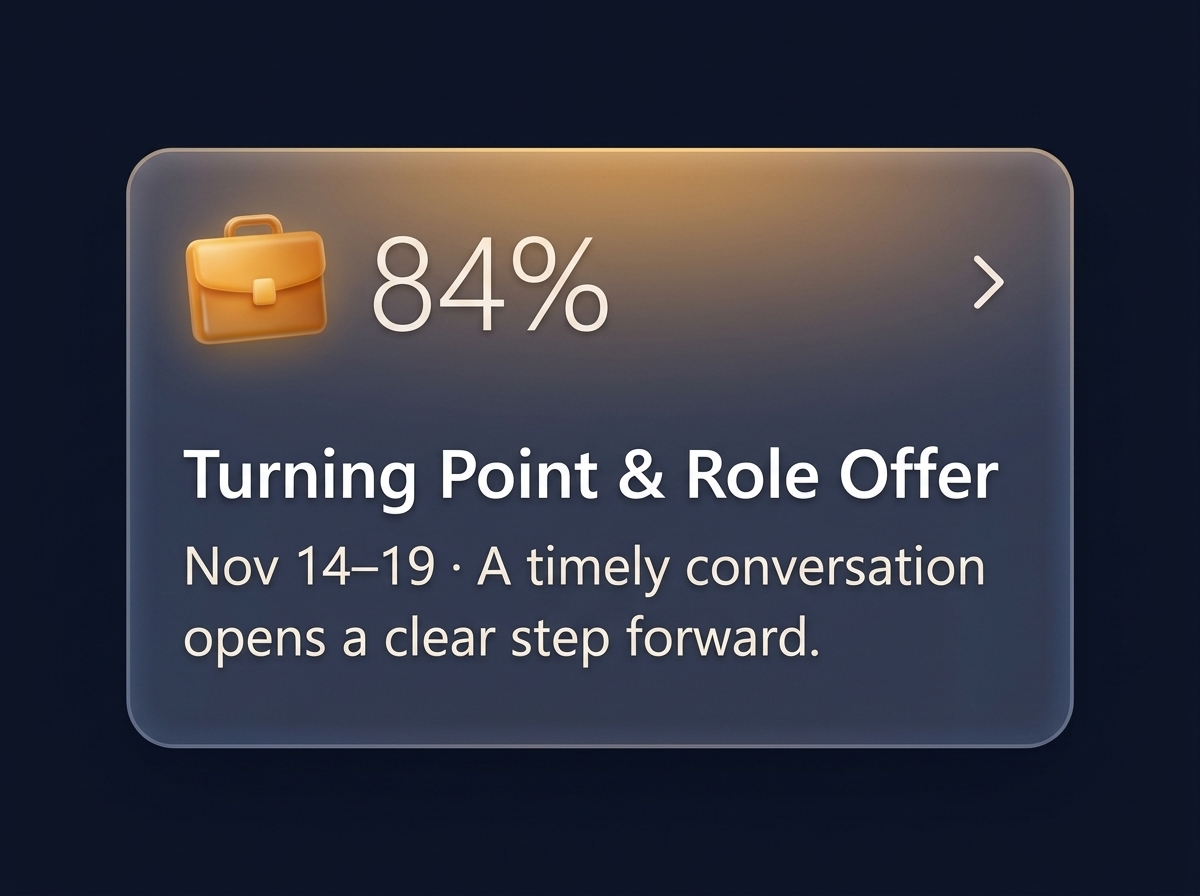 84%
Turning Point & Role Offer
Nov 14–19 · A timely conversation
opens a clear step forward.